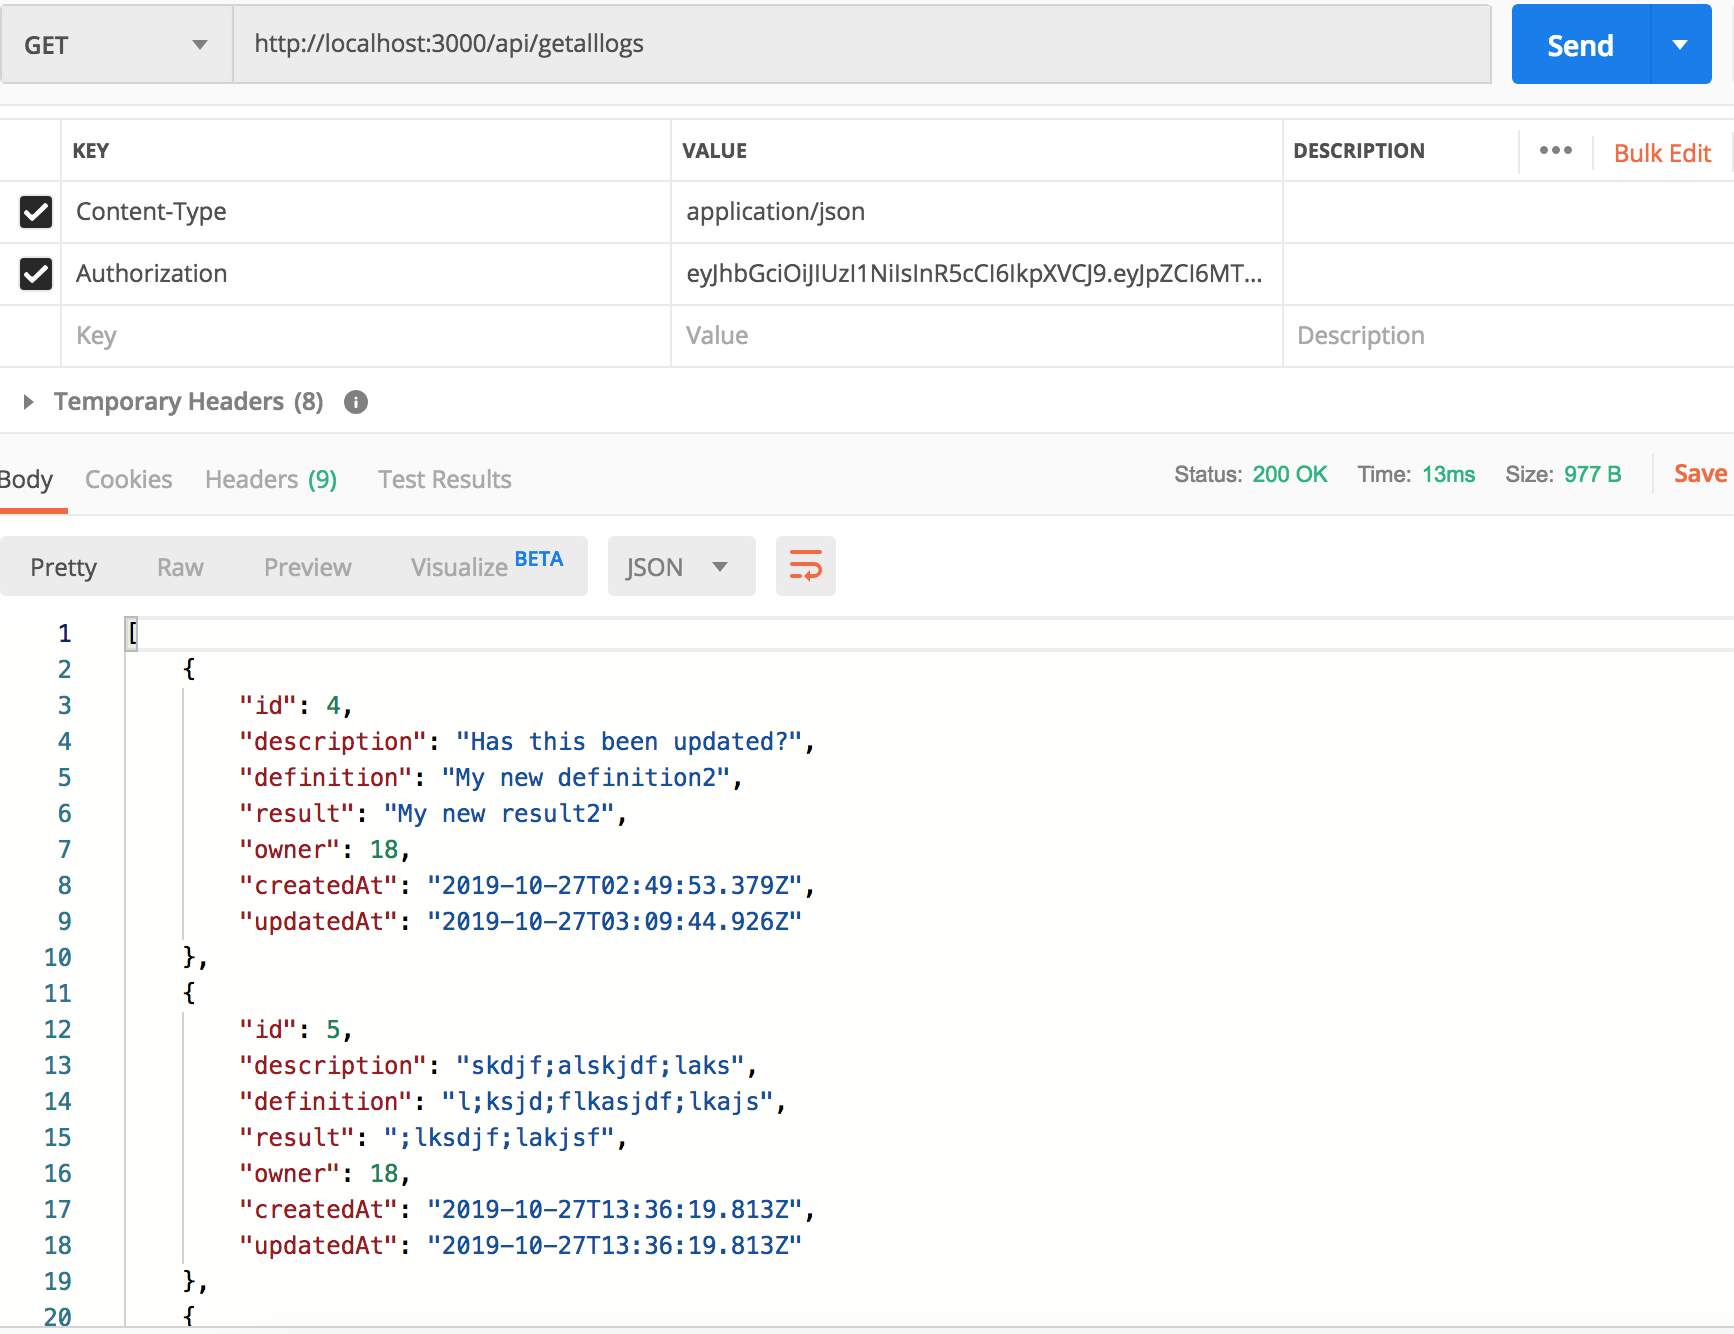 GET http://localhost:3000/api/getalllogs Send
KEY VALUE DESCRIPTION ••• Bulk Edit
Content-Type application/json
Authorization eyJhbGciOiJIUzI1NiIsInR5cCI6IkpXVCJ9.eyJpZCI6MT...
Key Value Description
Temporary Headers (8)
Body Cookies Headers (9) Test Results Status: 200 OK Time: 13ms Size: 977 B Save
Pretty Raw Preview Visualize BETA JSON
1 [
2 {
3 "id": 4,
4 "description": "Has this been updated?",
5 "definition": "My new definition2",
6 "result": "My new result2",
7 "owner": 18,
8 "createdAt": "2019-10-27T02:49:53.379Z",
9 "updatedAt": "2019-10-27T03:09:44.926Z"
10 },
11 {
12 "id": 5,
13 "description": "skdjf;alskjdf;laks",
14 "definition": "l;ksjd;flkasjdf;lkajs",
15 "result": ";lksdjf;lakjsf",
16 "owner": 18,
17 "createdAt": "2019-10-27T13:36:19.813Z",
18 "updatedAt": "2019-10-27T13:36:19.813Z"
19 },
20 {